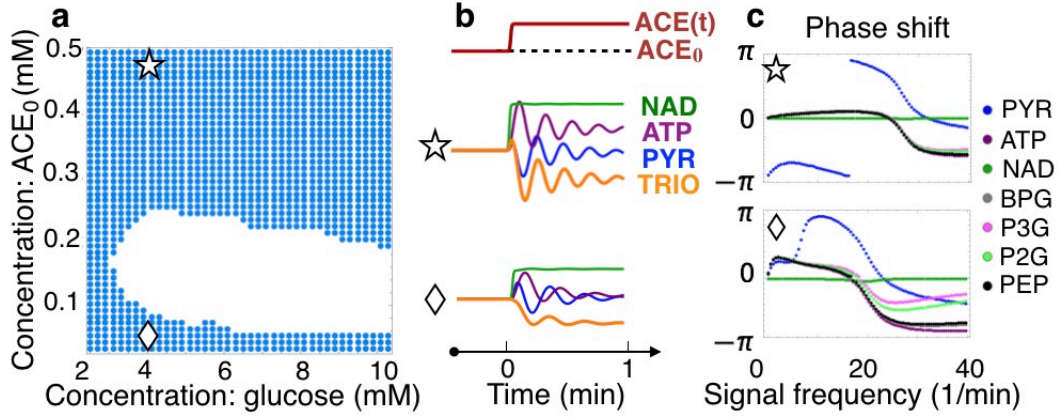 a
Concentration: ACE0 (mM)
0.5
0.4
0.3
0.2
0.1
2 4 6 8 10
Concentration: glucose (mM)
b
ACE(t)
ACE0
NAD
ATP
PYR
TRIO
0 1
Time (min)
c
Phase shift
π
0
−π
π
0
−π
0 20 40
Signal frequency (1/min)
PYR
ATP
NAD
BPG
P3G
P2G
PEP